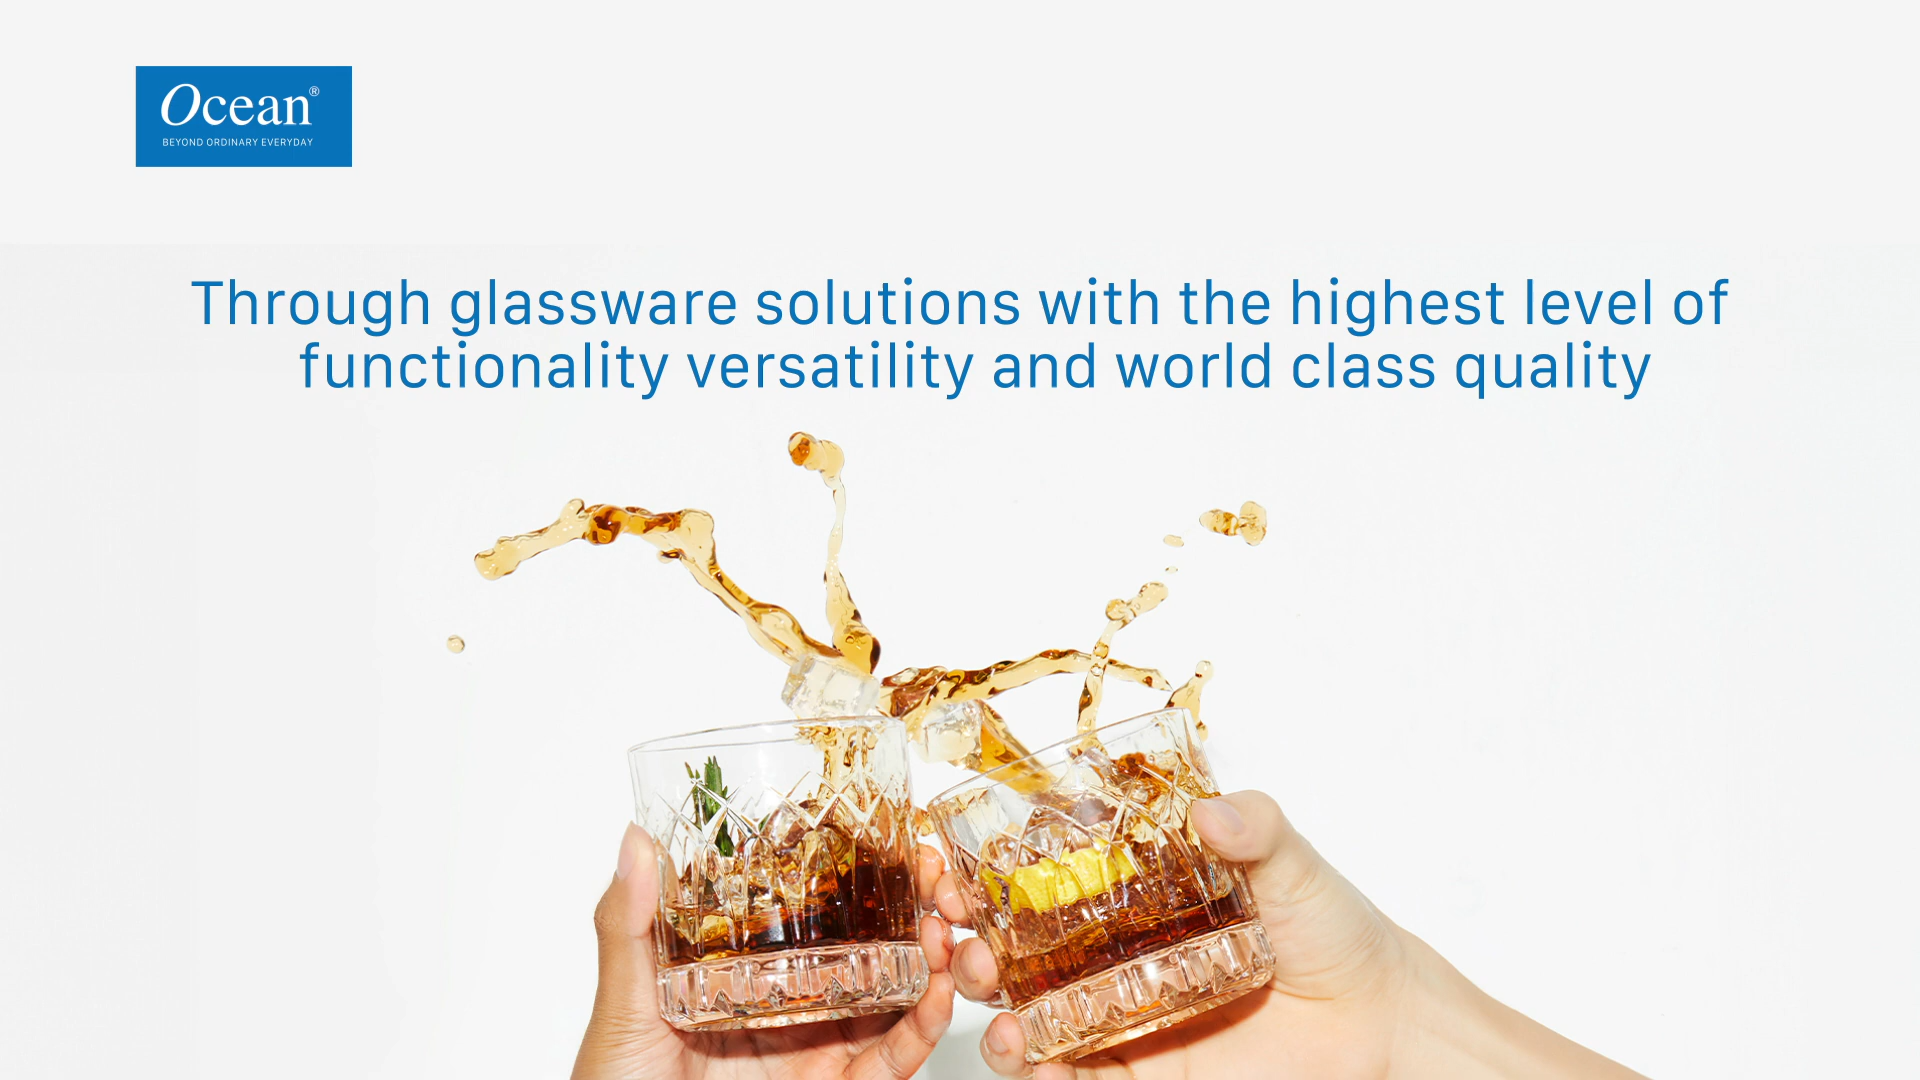 Ocean®
BEYOND ORDINARY EVERYDAY
Through glassware solutions with the highest level of
functionality versatility and world class quality